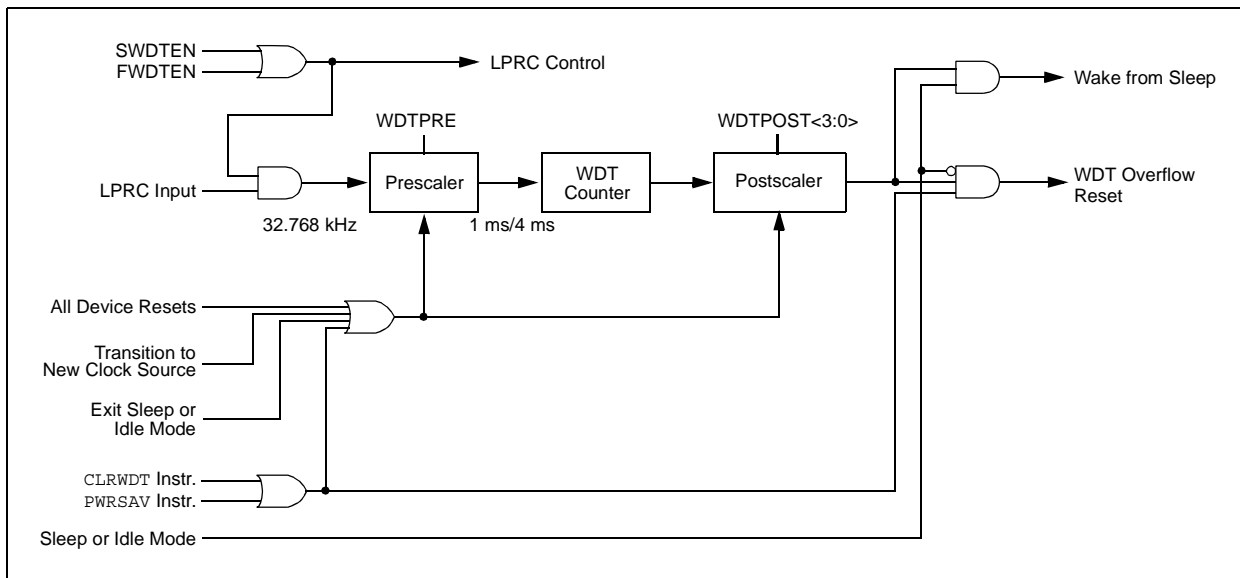 SWDTEN
FWDTEN
LPRC Control
Wake from Sleep
WDTPRE
WDTPOST<3:0>
LPRC Input
Prescaler
WDT
Counter
Postscaler
WDT Overflow
Reset
32.768 kHz
1 ms/4 ms
All Device Resets
Transition to
New Clock Source
Exit Sleep or
Idle Mode
CLRWDT Instr.
PWRSAV Instr.
Sleep or Idle Mode